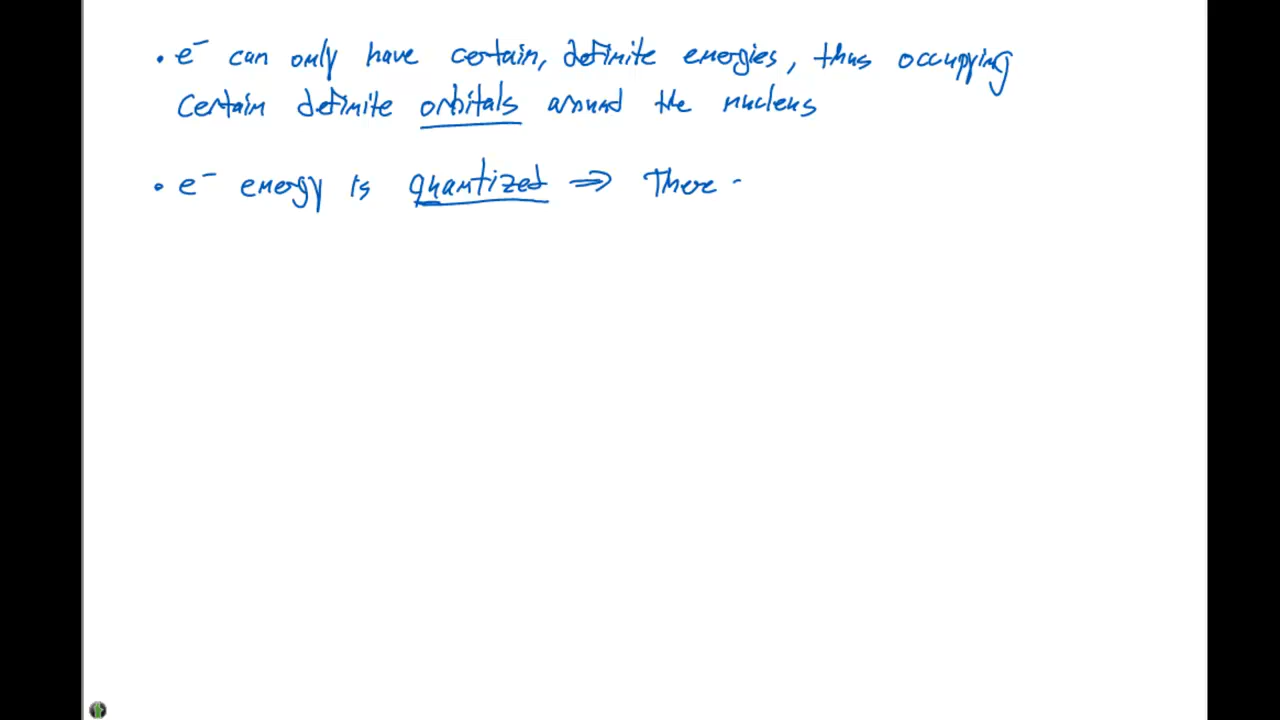 • e⁻ can only have certain, definite energies, thus occupying
certain definite orbitals around the nucleus
• e⁻ energy is quantized ⇒ There